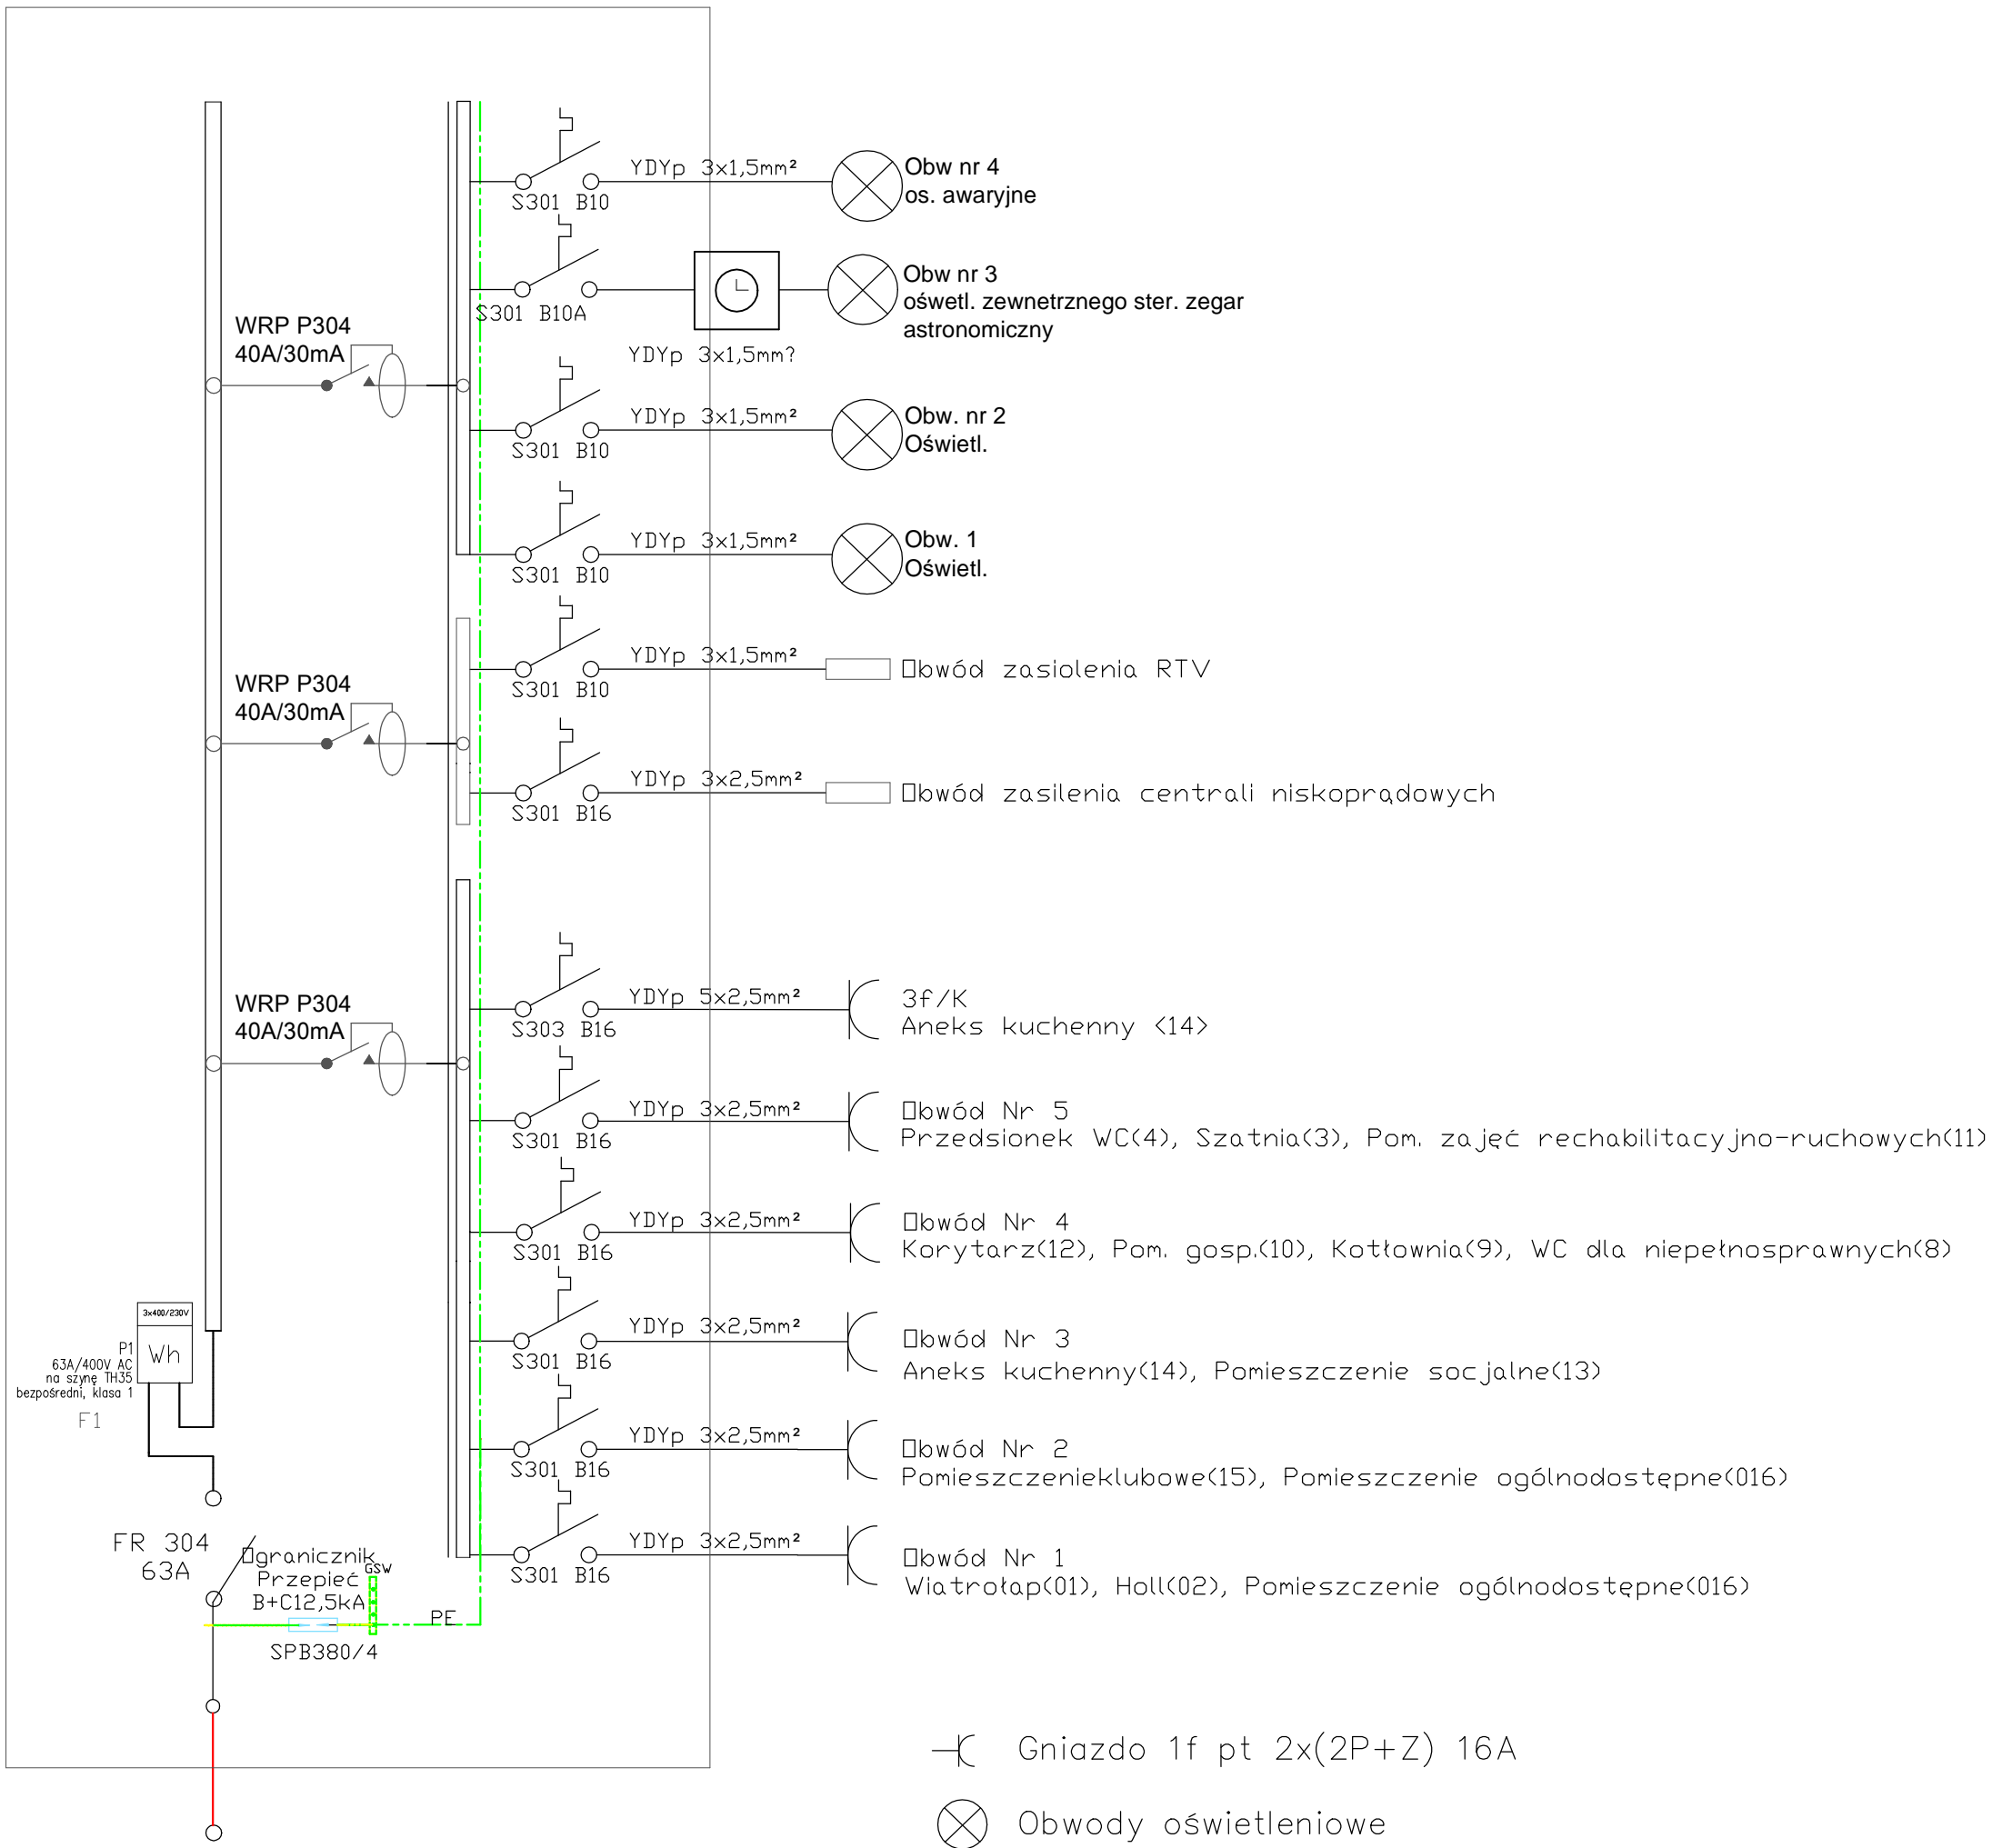 YDYp 3x1,5mm²
S301 B10
Obw nr 4
os. awaryjne
S301 B10A
YDYp 3x1,5mm?
Obw nr 3
oświetl. zewnetrznego ster. zegar
astronomiczny
WRP P304
40A/30mA
YDYp 3x1,5mm²
S301 B10
Obw. nr 2
Oświetl.
YDYp 3x1,5mm²
S301 B10
Obw. 1
Oświetl.
WRP P304
40A/30mA
YDYp 3x1,5mm²
S301 B10
Obwód zasiolenia RTV
YDYp 3x2,5mm²
S301 B16
Obwód zasilenia centrali niskoprądowych
WRP P304
40A/30mA
YDYp 5x2,5mm²
S303 B16
3f/K
Aneks kuchenny <14>
YDYp 3x2,5mm²
S301 B16
Obwód Nr 5
Przedsionek WC(4), Szatnia(3), Pom. zajęć rechabilitacyjno-ruchowych(11)
YDYp 3x2,5mm²
S301 B16
Obwód Nr 4
Korytarz(12), Pom. gosp.(10), Kotłownia(9), WC dla niepełnosprawnych(8)
YDYp 3x2,5mm²
S301 B16
Obwód Nr 3
Aneks kuchenny(14), Pomieszczenie socjalne(13)
YDYp 3x2,5mm²
S301 B16
Obwód Nr 2
Pomieszczenieklubowe(15), Pomieszczenie ogólnodostępne(016)
YDYp 3x2,5mm²
S301 B16
Obwód Nr 1
Wiatrołap(01), Holl(02), Pomieszczenie ogólnodostępne(016)
3x400/230V
Wh
P1
63A/400V AC
na szynę TH35
bezpośredni, klasa 1
F1
FR 304
63A
Ogranicznik
Przepieć
B+C12,5kA
GSW
PE
SPB380/4
Gniazdo 1f pt 2x(2P+Z) 16A
Obwody oświetleniowe